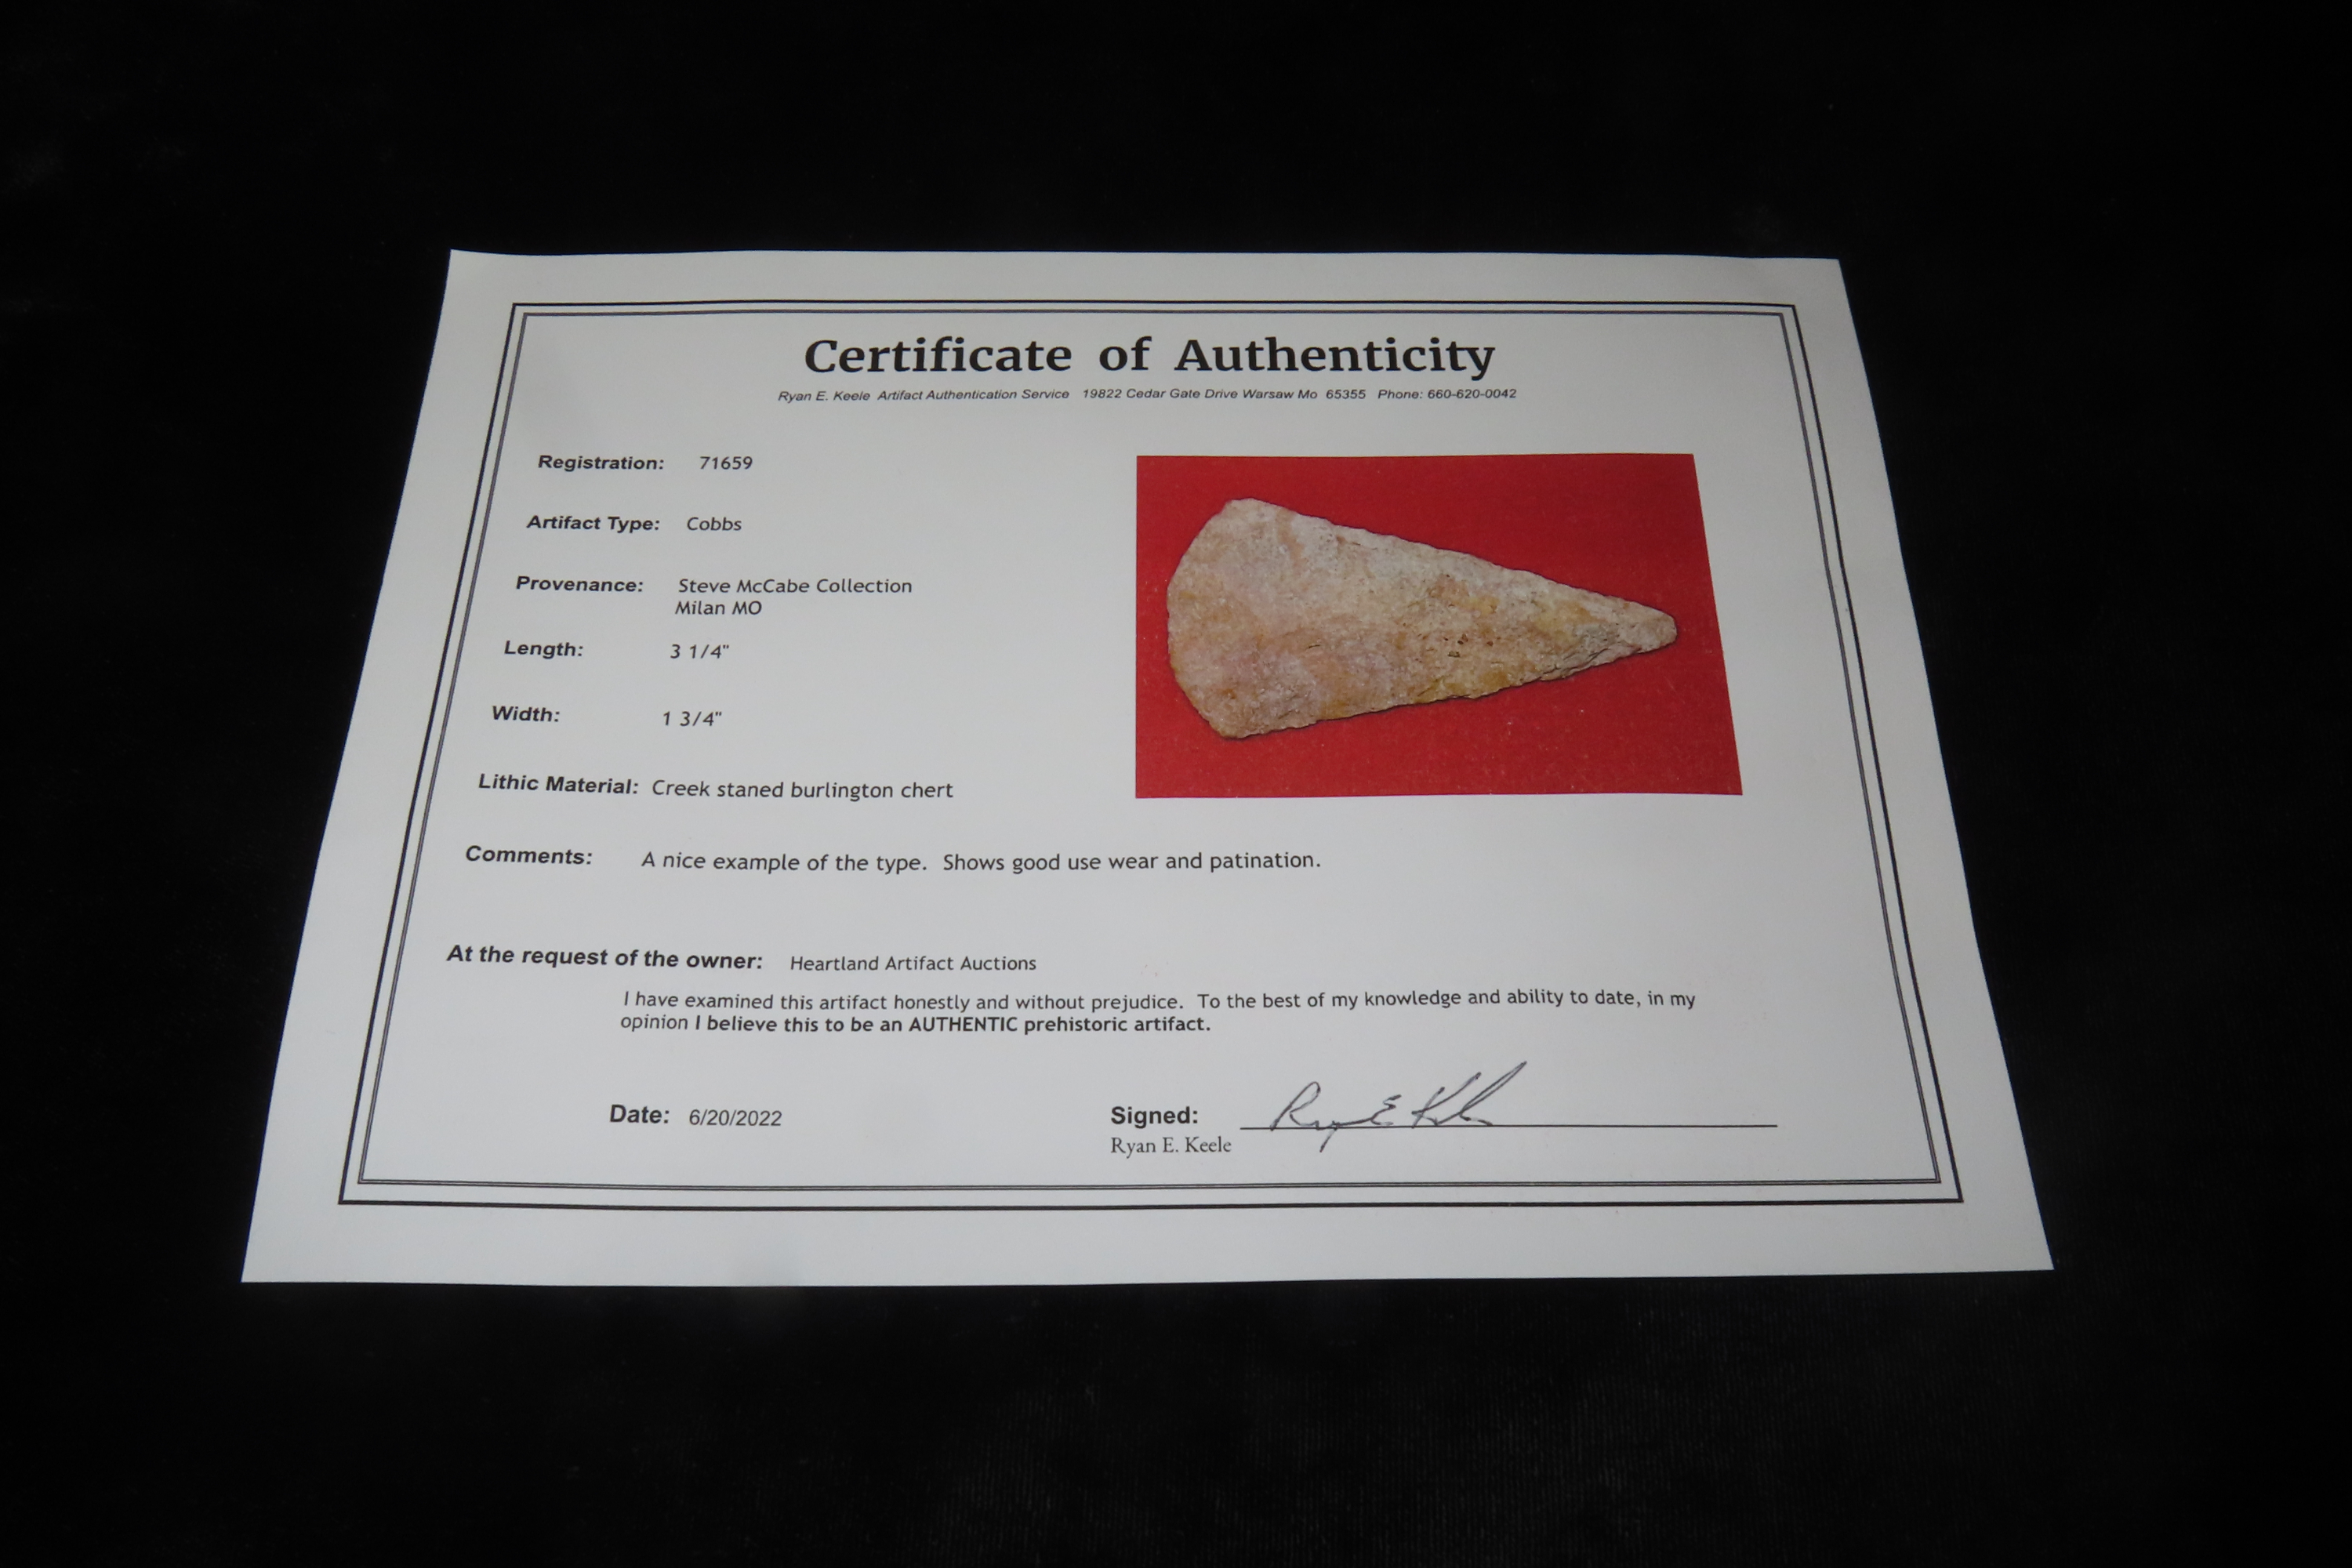 Certificate of Authenticity
Ryan E. Keele Artifact Authentication Service 19822 Cedar Gate Drive Warsaw Mo 65355 Phone: 660-620-0042
Registration: 71659
Artifact Type: Cobbs
Provenance: Steve McCabe Collection
Milan MO
Length: 3 1/4"
Width: 1 3/4"
Lithic Material: Creek staned burlington chert
Comments: A nice example of the type. Shows good use wear and patination.
At the request of the owner: Heartland Artifact Auctions
I have examined this artifact honestly and without prejudice. To the best of my knowledge and ability to date, in my
opinion I believe this to be an AUTHENTIC prehistoric artifact.
Date: 6/20/2022
Signed: Ryan E Keele
Ryan E. Keele